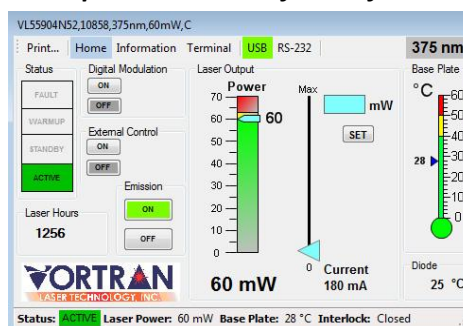 VL55904N52,10858,375nm,60mW,C
Print... Home Information Terminal USB RS-232 375 nm
Status
FAULT
WARMUP
STANDBY
ACTIVE
Laser Hours
1256
Digital Modulation
ON
OFF
External Control
ON
OFF
Emission
ON
OFF
VORTRAN
LASER TECHNOLOGY, INC.
Laser Output
Power
70
60
50
40
30
20
10
0
60
60 mW
Max
0
mW
SET
Current
180 mA
Base Plate
°C
60
50
40
30
20
10
0
28
Diode
25 °C
Status: ACTIVE Laser Power: 60 mW Base Plate: 28 °C Interlock: Closed